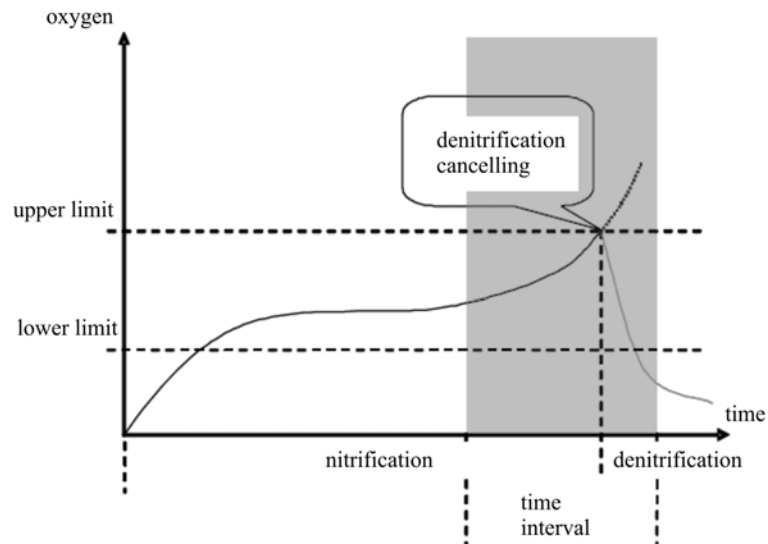 oxygen
denitrification
cancelling
upper limit
lower limit
time
nitrification
denitrification
time
interval